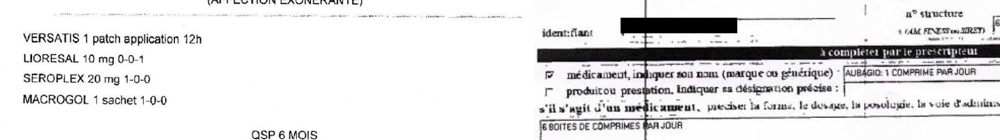 (AFFECTION EXONERANTE)
VERSATIS 1 patch application 12h
LIORESAL 10 mg 0-0-1
SEROPLEX 20 mg 1-0-0
MACROGOL 1 sachet 1-0-0
QSP 6 MOIS
n° structure
identifiant
(AM, FINESS ou SIRET)
6
à compléter par le prescripteur
médicament, indiquer son nom (marque ou générique) : AUBAGIO: 1 COMPRIME PAR JOUR
produit ou prestation. Indiquer sa désignation précise :
s'il s'agit d'un médicament, préciser la forme, le dosage, la posologie, la voie d'adminis
6 BOITES DE COMPRIMES PAR JOUR